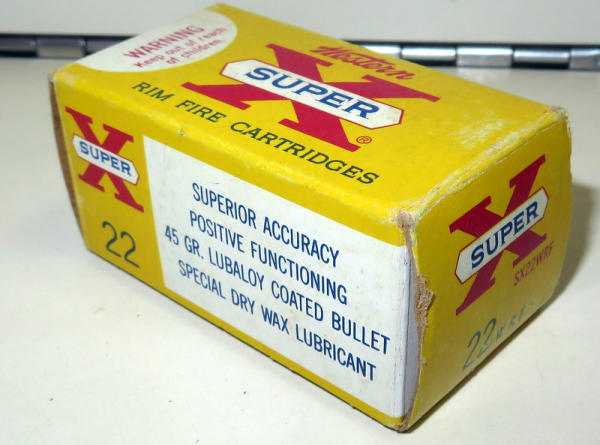 WARNING
Keep out of reach
of children
Western
SUPER
X
®
RIM FIRE CARTRIDGES
SUPER
X
22
SUPERIOR ACCURACY
POSITIVE FUNCTIONING
45 GR. LUBALOY COATED BULLET
SPECIAL DRY WAX LUBRICANT
SUPER
X
SX22WRF
22 W.R.F.